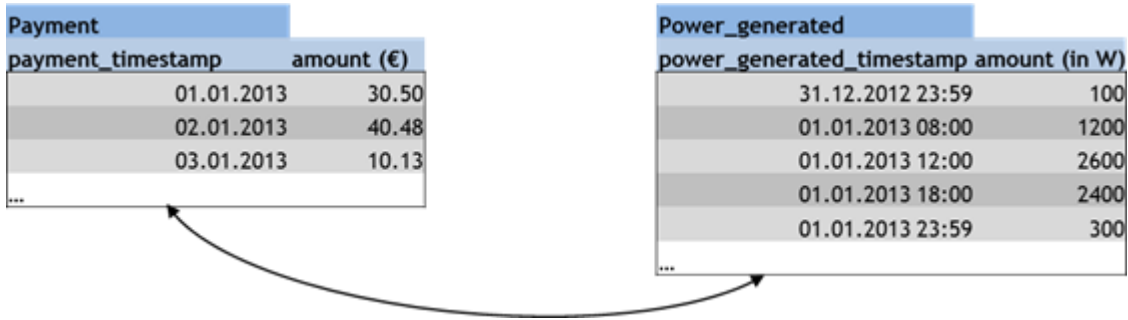 Payment
payment_timestamp amount (€)
01.01.2013 30.50
02.01.2013 40.48
03.01.2013 10.13
...
Power_generated
power_generated_timestamp amount (in W)
31.12.2012 23:59 100
01.01.2013 08:00 1200
01.01.2013 12:00 2600
01.01.2013 18:00 2400
01.01.2013 23:59 300
...